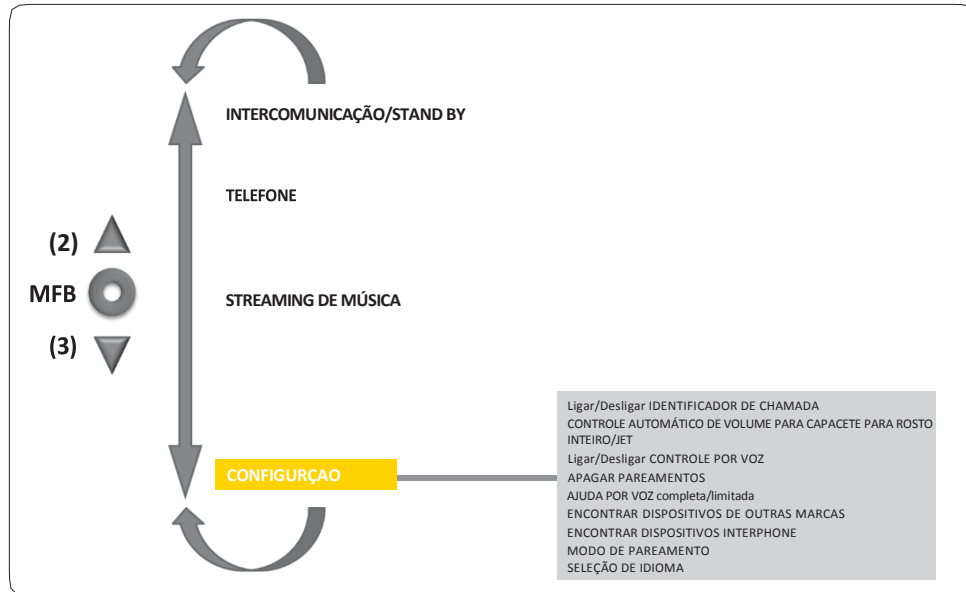 INTERCOMUNICAÇÃO/STAND BY
TELEFONE
(2)
MFB
STREAMING DE MÚSICA
(3)
CONFIGURÇAO
Ligar/Desligar IDENTIFICADOR DE CHAMADA
CONTROLE AUTOMÁTICO DE VOLUME PARA CAPACETE PARA ROSTO
INTEIRO/JET
Ligar/Desligar CONTROLE POR VOZ
APAGAR PAREAMENTOS
AJUDA POR VOZ completa/limitada
ENCONTRAR DISPOSITIVOS DE OUTRAS MARCAS
ENCONTRAR DISPOSITIVOS INTERPHONE
MODO DE PAREAMENTO
SELEÇÃO DE IDIOMA